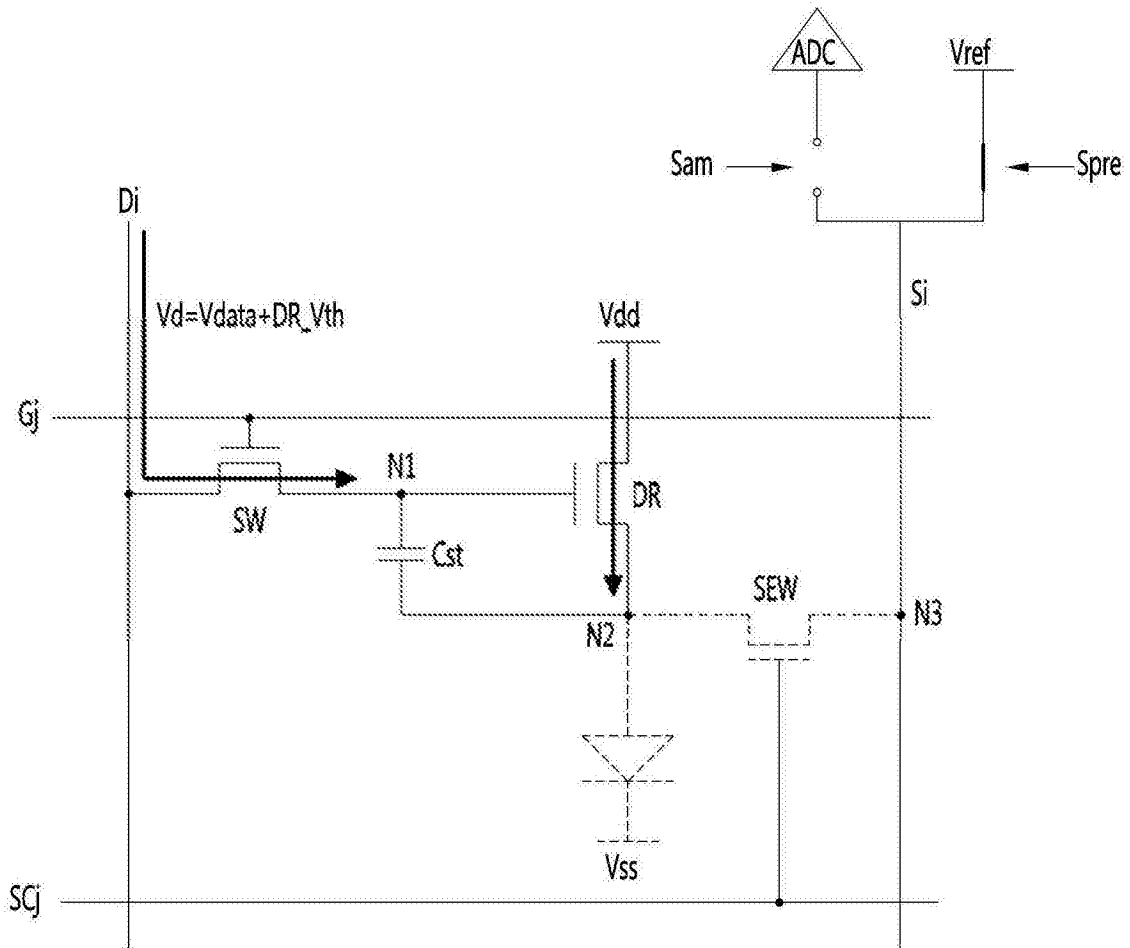 ADC
Vref
Sam
Spre
Di
Si
Vd=Vdata+DR_Vth
Vdd
Gj
N1
DR
SW
Cst
SEW
N2
N3
Vss
SCj